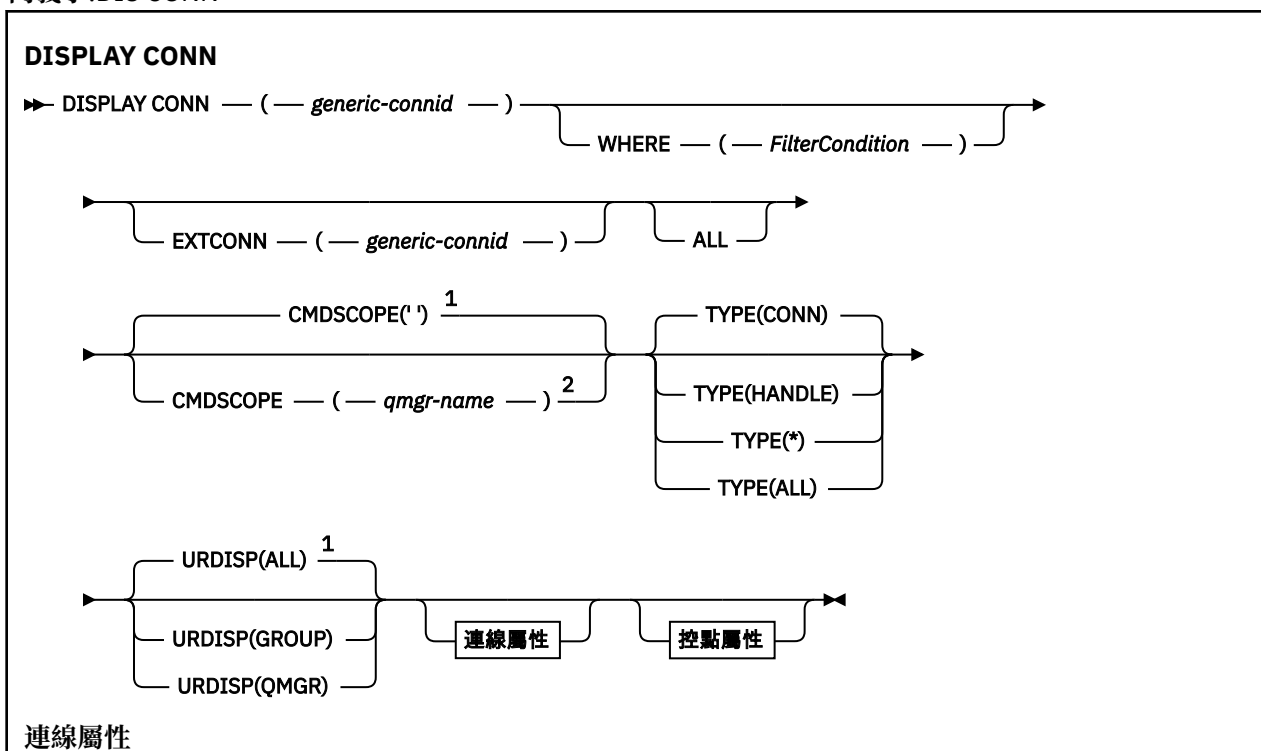 DISPLAY CONN
DISPLAY CONN ( generic-connid )
WHERE ( FilterCondition )
EXTCONN ( generic-connid )
ALL
CMDSCOPE(' ') 1
CMDSCOPE ( qmgr-name ) 2
TYPE(CONN)
TYPE(HANDLE)
TYPE(*)
TYPE(ALL)
URDISP(ALL) 1
URDISP(GROUP)
URDISP(QMGR)
連線屬性
控點屬性
連線屬性